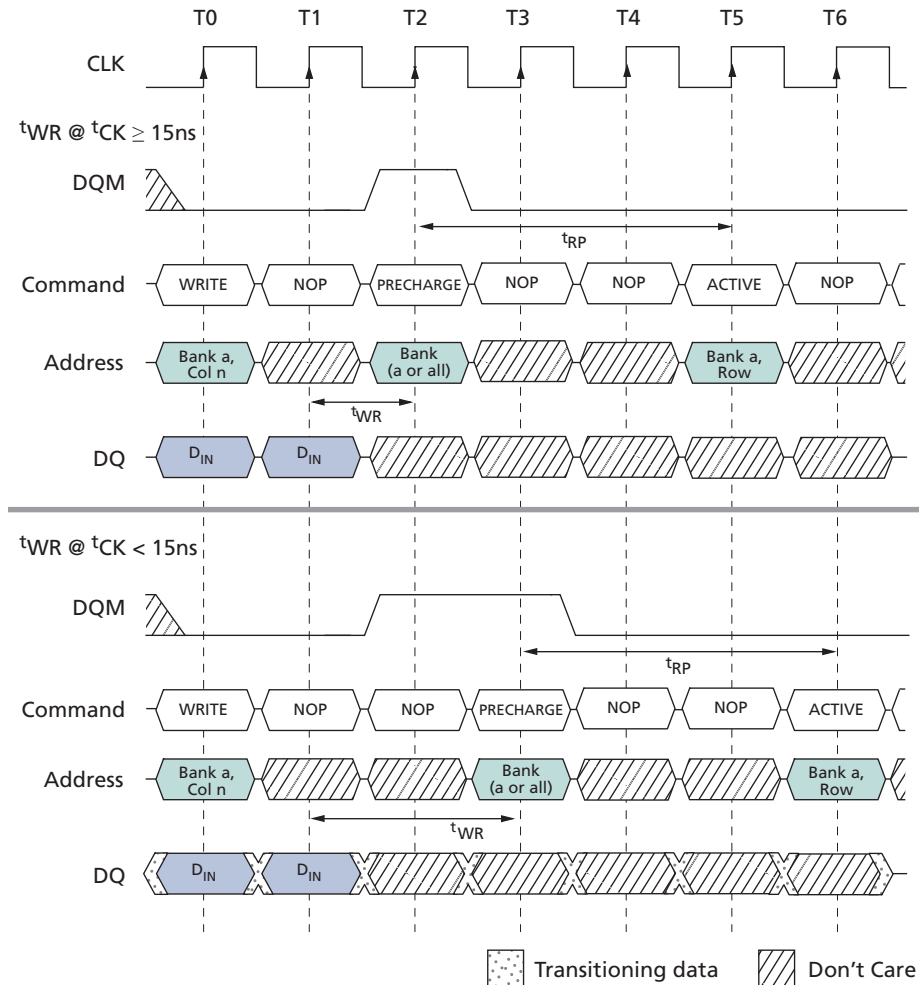 T0 T1 T2 T3 T4 T5 T6
CLK
tWR @ tCK ≥ 15ns
DQM
tRP
Command WRITE NOP PRECHARGE NOP NOP ACTIVE NOP
Address Bank a, Bank Bank a,
Col n (a or all) Row
tWR
DQ DIN DIN
tWR @ tCK < 15ns
DQM
tRP
Command WRITE NOP NOP PRECHARGE NOP NOP ACTIVE
Address Bank a, Bank Bank a,
Col n (a or all) Row
tWR
DQ DIN DIN
Transitioning data Don't Care